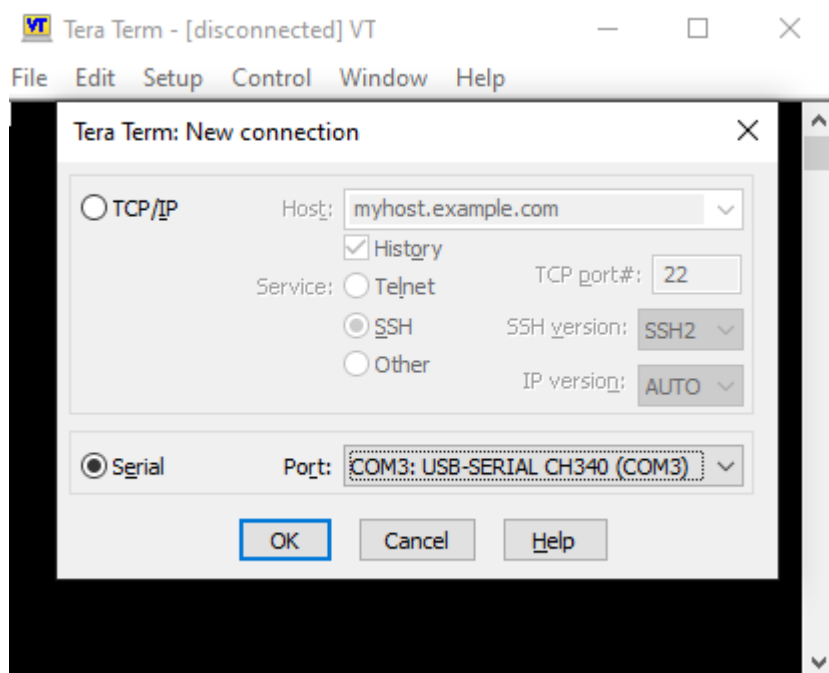 VT Tera Term - [disconnected] VT
File Edit Setup Control Window Help
Tera Term: New connection
TCP/IP Host: myhost.example.com
History
Service: Telnet TCP port#: 22
SSH SSH version: SSH2
Other IP version: AUTO
Serial Port: COM3: USB-SERIAL CH340 (COM3)
OK Cancel Help